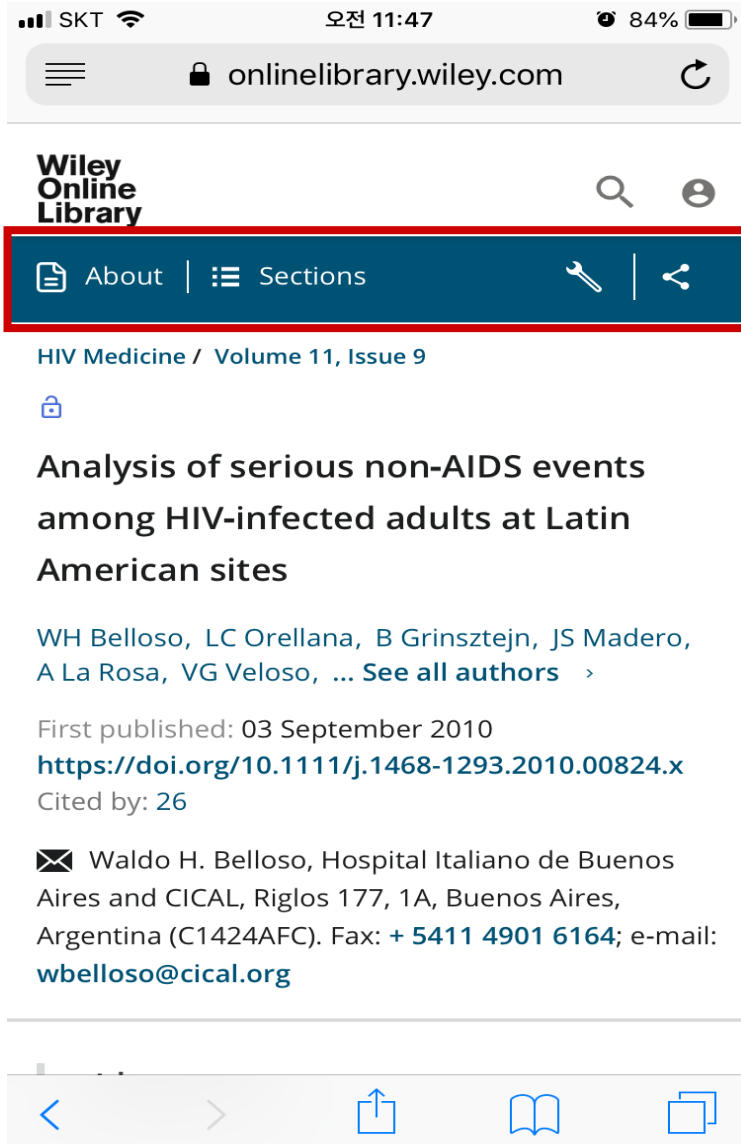 SKT 오전 11:47 84%
onlinelibrary.wiley.com
Wiley
Online
Library
About Sections
HIV Medicine / Volume 11, Issue 9
Analysis of serious non-AIDS events
among HIV-infected adults at Latin
American sites
WH Belloso, LC Orellana, B Grinsztejn, JS Madero,
A La Rosa, VG Veloso, ... See all authors ›
First published: 03 September 2010
https://doi.org/10.1111/j.1468-1293.2010.00824.x
Cited by: 26
Waldo H. Belloso, Hospital Italiano de Buenos
Aires and CICAL, Riglos 177, 1A, Buenos Aires,
Argentina (C1424AFC). Fax: + 5411 4901 6164; e-mail:
wbelloso@cical.org